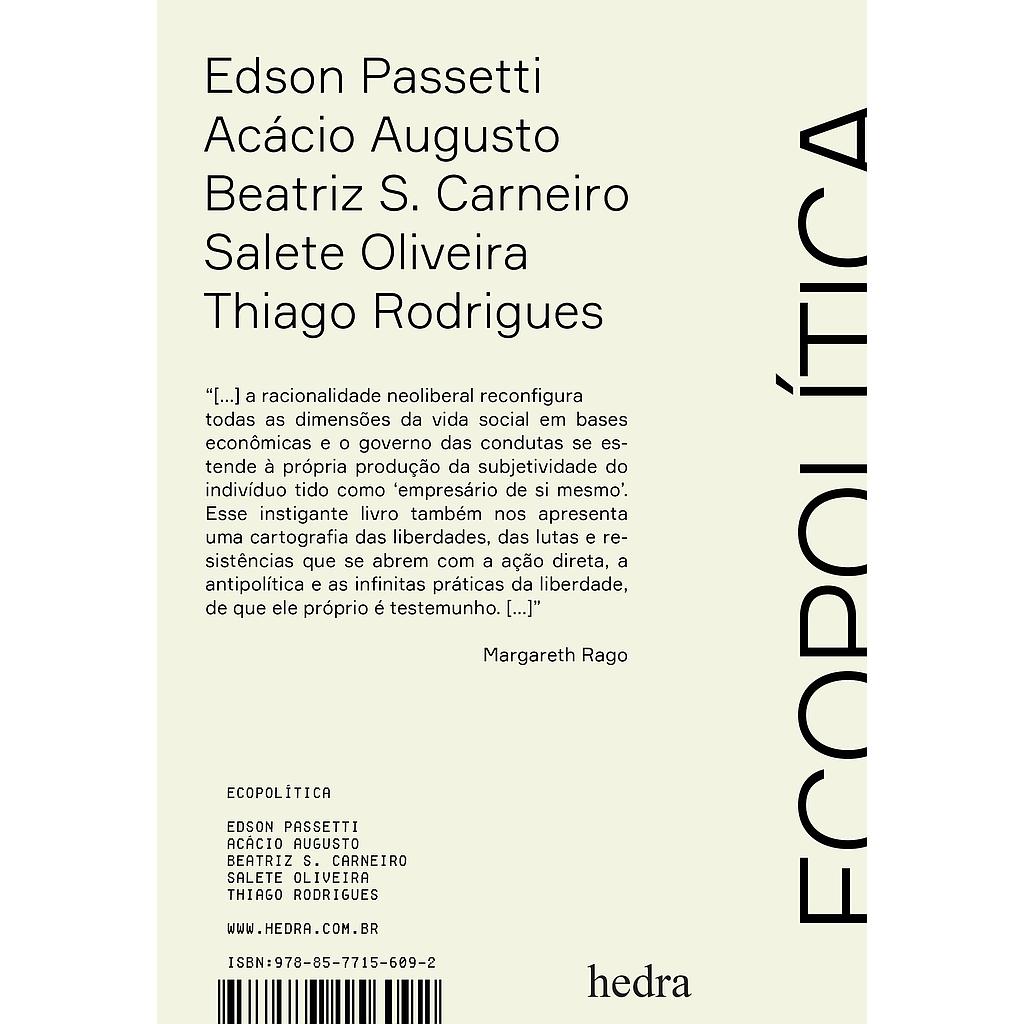 Edson Passetti
Acácio Augusto
Beatriz S. Carneiro
Salete Oliveira
Thiago Rodrigues
“[...] a racionalidade neoliberal reconfigura
todas as dimensões da vida social em bases
econômicas e o governo das condutas se es-
tende à própria produção da subjetividade do
indivíduo tido como ‘empresário de si mesmo’.
Esse instigante livro também nos apresenta
uma cartografia das liberdades, das lutas e re-
sistências que se abrem com a ação direta, a
antipolítica e as infinitas práticas da liberdade,
de que ele próprio é testemunho. [...]”
Margareth Rago
ECOPOLÍTICA
EDSON PASSETTI
ACÁCIO AUGUSTO
BEATRIZ S. CARNEIRO
SALETE OLIVEIRA
THIAGO RODRIGUES
WWW.HEDRA.COM.BR
ISBN:978-85-7715-609-2
hedra
ECOPOLÍTICA